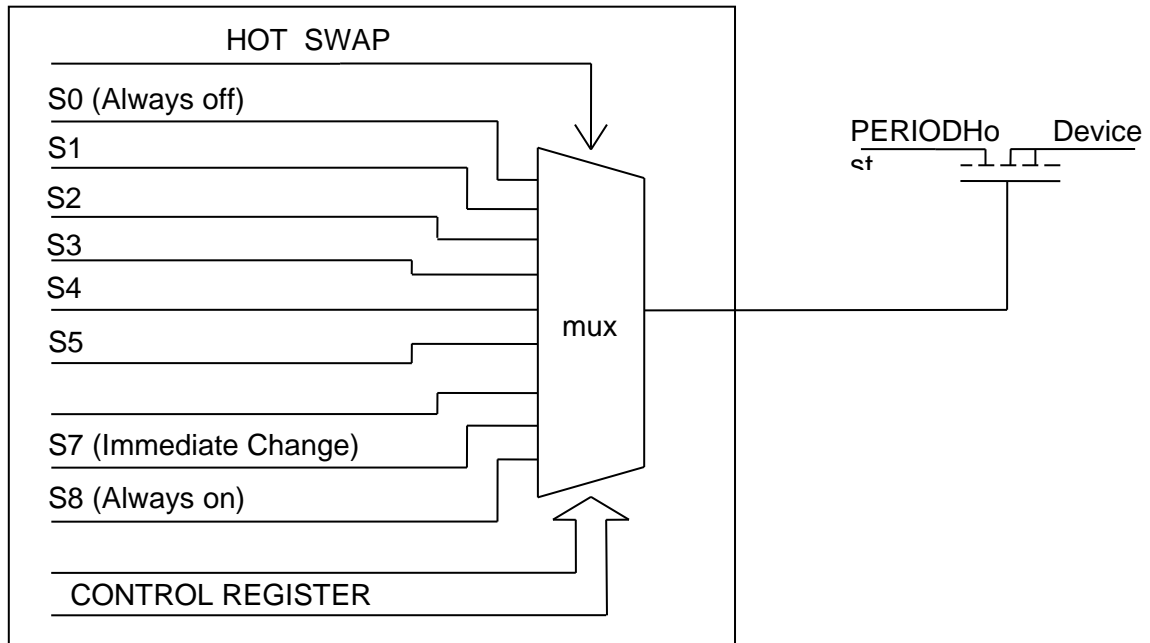 HOT SWAP
S0 (Always off)
S1
S2
S3
S4
S5
S7 (Immediate Change)
S8 (Always on)
CONTROL REGISTER
mux
PERIODHo
st
Device